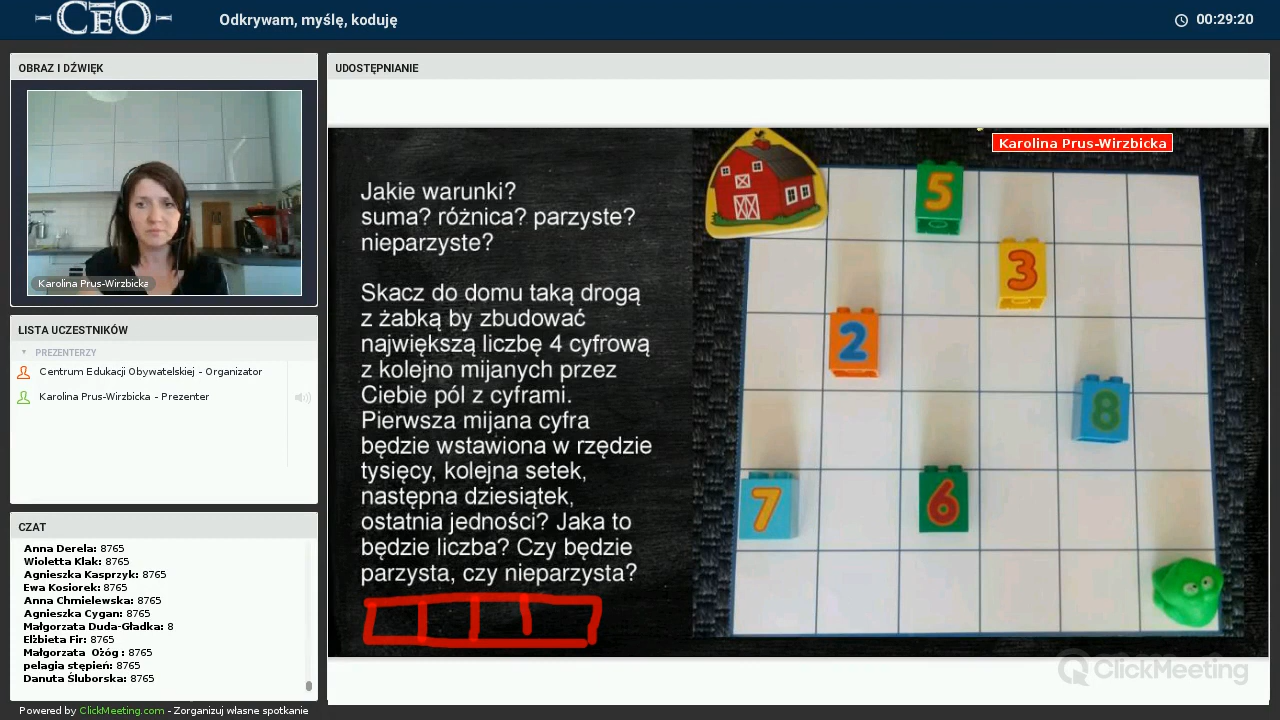 CEO
Odkrywam, myślę, koduję
00:29:20
OBRAZ I DŹWIĘK
Karolina Prus-Wirzbicka
LISTA UCZESTNIKÓW
PREZENTERZY
Centrum Edukacji Obywatelskiej - Organizator
Karolina Prus-Wirzbicka - Prezenter
CZAT
Anna Derela: 8765
Wioletta Klak: 8765
Agnieszka Kasprzyk: 8765
Ewa Kosiorek: 8765
Anna Chmielewska: 8765
Agnieszka Cygan: 8765
Małgorzata Duda-Gładka: 8
Elżbieta Fir: 8765
Małgorzata Ożóg : 8765
pelagia stępień: 8765
Danuta Śluborska: 8765
Powered by ClickMeeting.com - Zorganizuj własne spotkanie
UDOSTĘPNIANIE
Jakie warunki?
suma? różnica? parzyste?
nieparzyste?
Skacz do domu taką drogą
z żabką by zbudować
największą liczbę 4 cyfrową
z kolejno mijanych przez
Ciebie pól z cyframi.
Pierwsza mijana cyfra
będzie wstawiona w rzędzie
tysięcy, kolejna setek,
następna dziesiątek,
ostatnia jedności? Jaka to
będzie liczba? Czy będzie
parzysta, czy nieparzysta?
Karolina Prus-Wirzbicka
5
3
2
8
7
6
ClickMeeting